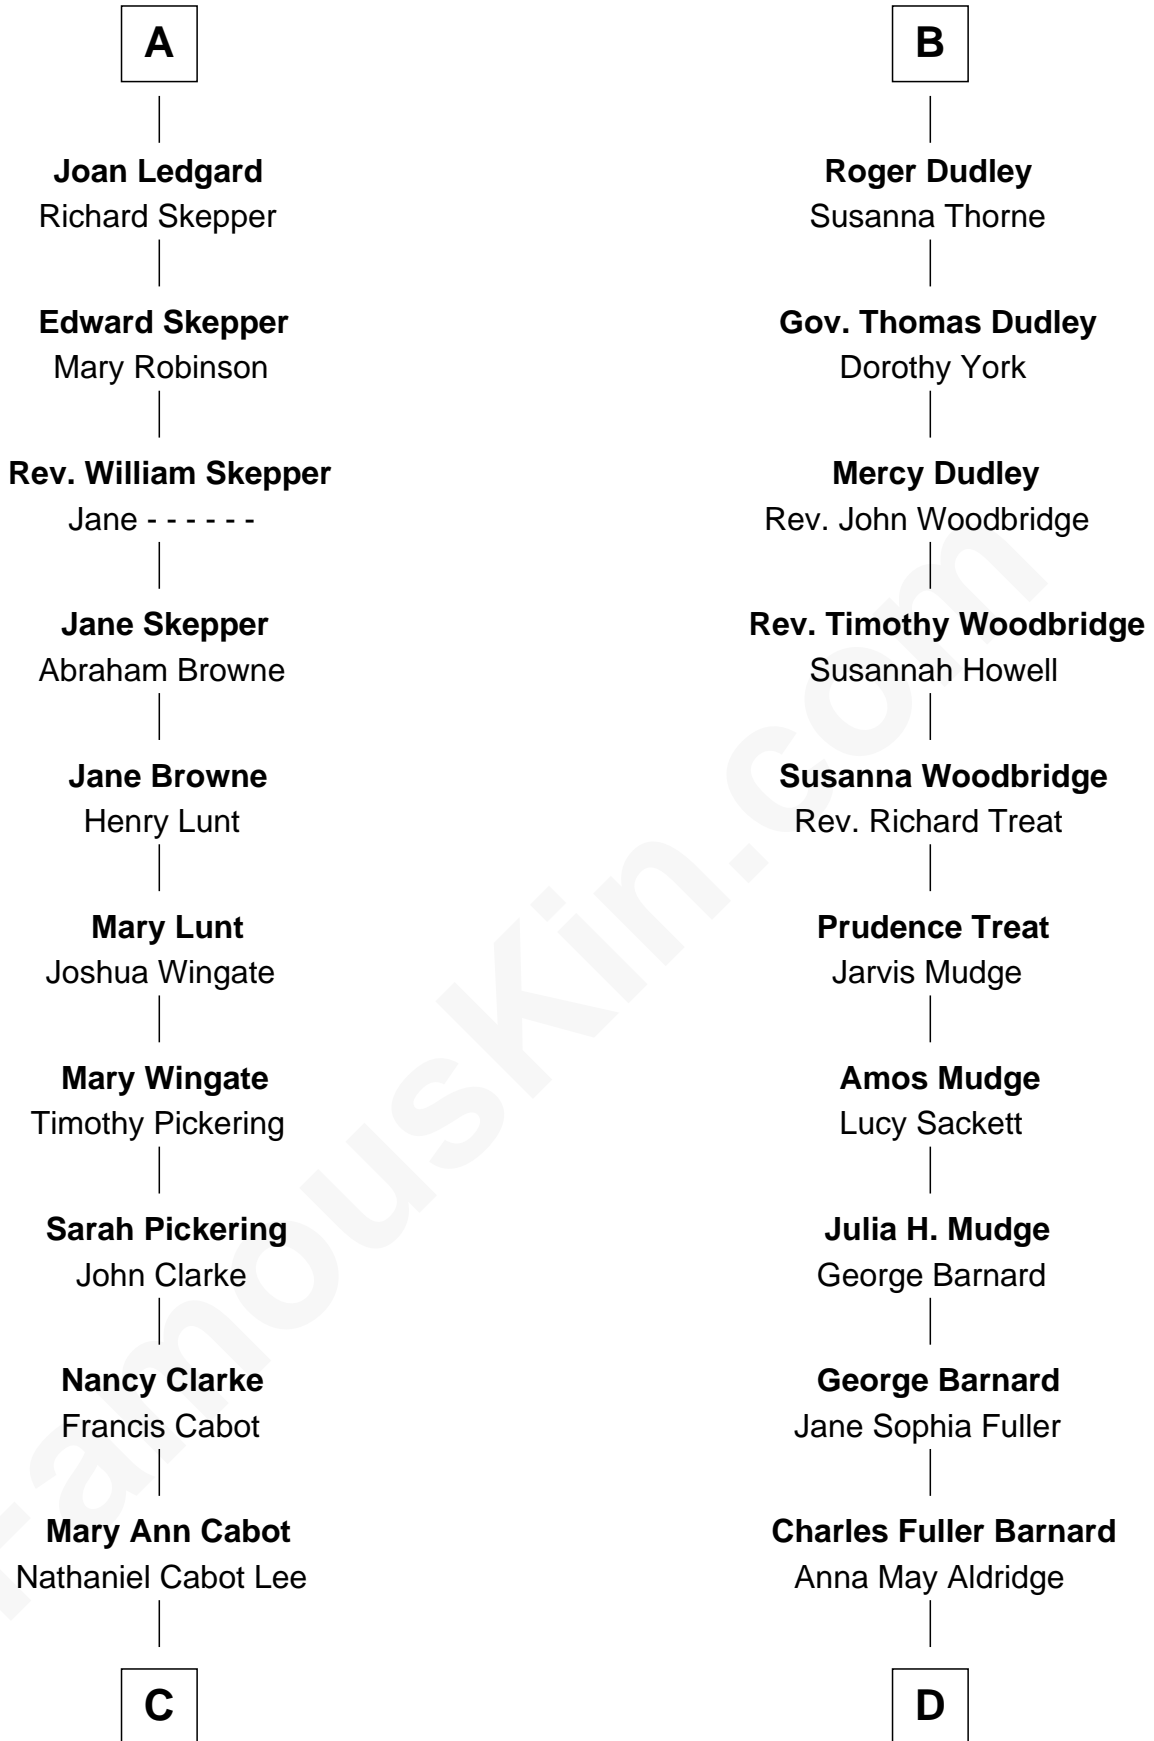 A
Joan Ledgard
Richard Skepper
Edward Skepper
Mary Robinson
Rev. William Skepper
Jane - - - - - -
Jane Skepper
Abraham Browne
Jane Browne
Henry Lunt
Mary Lunt
Joshua Wingate
Mary Wingate
Timothy Pickering
Sarah Pickering
John Clarke
Nancy Clarke
Francis Cabot
Mary Ann Cabot
Nathaniel Cabot Lee
C
B
Roger Dudley
Susanna Thorne
Gov. Thomas Dudley
Dorothy York
Mercy Dudley
Rev. John Woodbridge
Rev. Timothy Woodbridge
Susannah Howell
Susanna Woodbridge
Rev. Richard Treat
Prudence Treat
Jarvis Mudge
Amos Mudge
Lucy Sackett
Julia H. Mudge
George Barnard
George Barnard
Jane Sophia Fuller
Charles Fuller Barnard
Anna May Aldridge
D
FamousKin.com